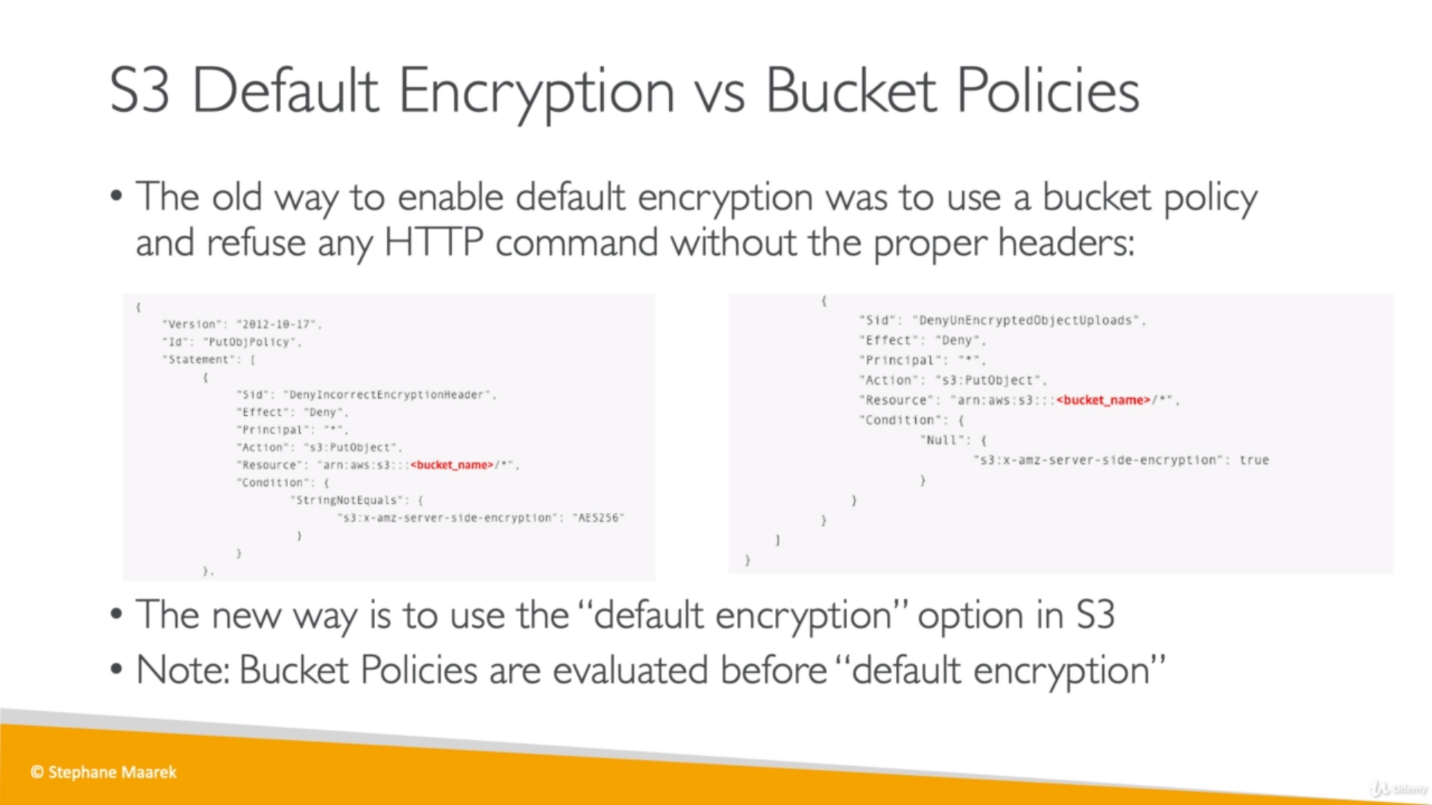 S3 Default Encryption vs Bucket Policies
• The old way to enable default encryption was to use a bucket policy
and refuse any HTTP command without the proper headers:
{
"Version": "2012-10-17",
"Id": "PutObjPolicy",
"Statement": [
{
"Sid": "DenyIncorrectEncryptionHeader",
"Effect": "Deny",
"Principal": "*",
"Action": "s3:PutObject",
"Resource": "arn:aws:s3:::<bucket_name>/*",
"Condition": {
"StringNotEquals": {
"s3:x-amz-server-side-encryption": "AES256"
}
}
},
{
"Sid": "DenyUnEncryptedObjectUploads",
"Effect": "Deny",
"Principal": "*",
"Action": "s3:PutObject",
"Resource": "arn:aws:s3:::<bucket_name>/*",
"Condition": {
"Null": {
"s3:x-amz-server-side-encryption": true
}
}
}
]
}
• The new way is to use the “default encryption” option in S3
• Note: Bucket Policies are evaluated before “default encryption”
© Stephane Maarek
Udemy